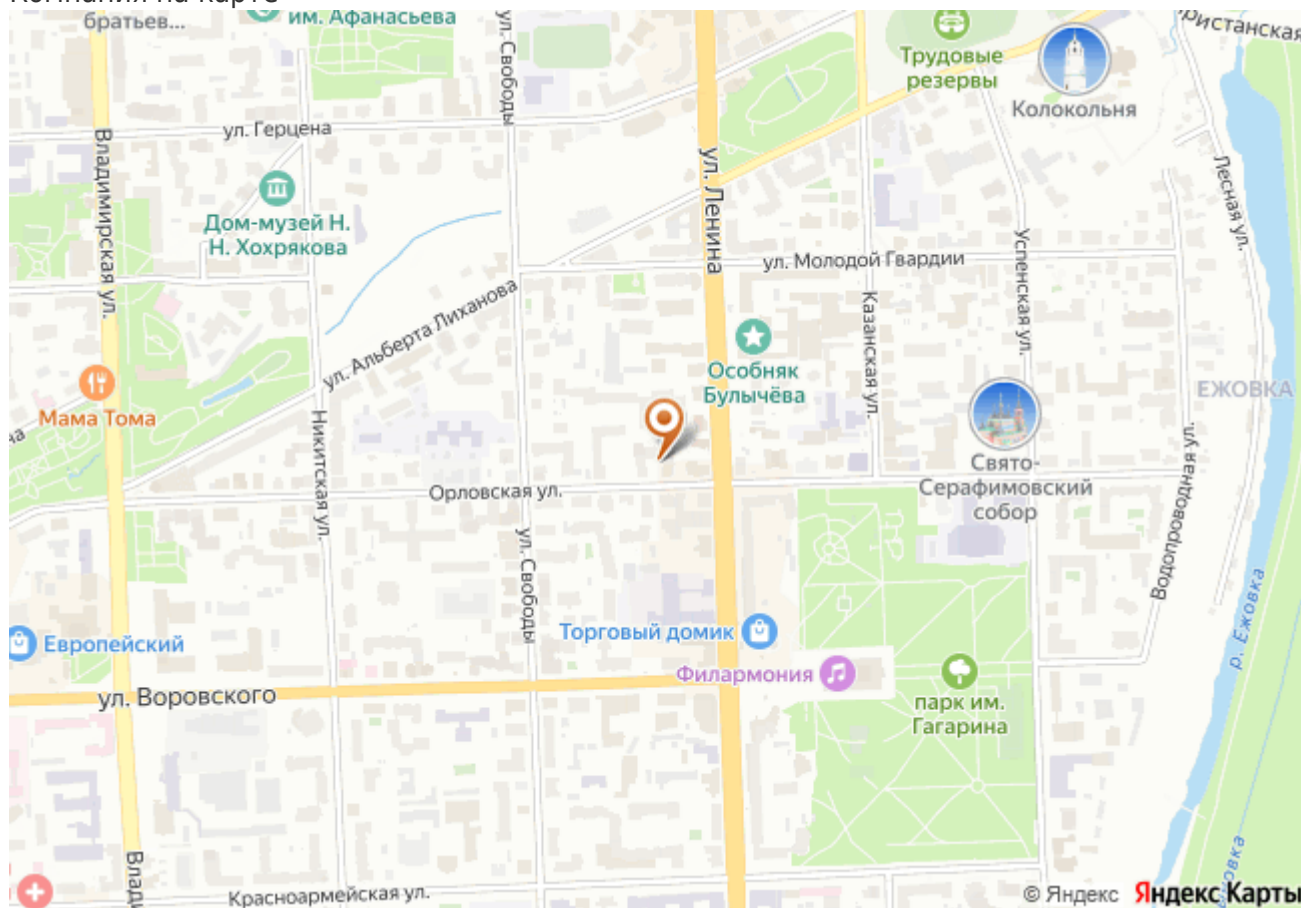 братьев...
им. Афанасьева
ул. Свободы
Трудовые
резервы
Колокольня
ул. Герцена
Владимирская ул.
ул. Ленина
Лесная ул.
Дом-музей Н.
Н. Хохрякова
ул. Молодой Гвардии
Успенская ул.
Казанская ул.
ул. Альберта Лиханова
Особняк
Булычёва
ЕЖОВКА
Мама Тома
Никитская ул.
Свято-
Серафимовский
собор
Водопроводная ул.
Орловская ул.
ул. Свободы
р. Ежовка
Торговый домик
Европейский
Филармония
ул. Воровского
парк им.
Гагарина
Красноармейская ул.
© Яндекс Яндекс Карты